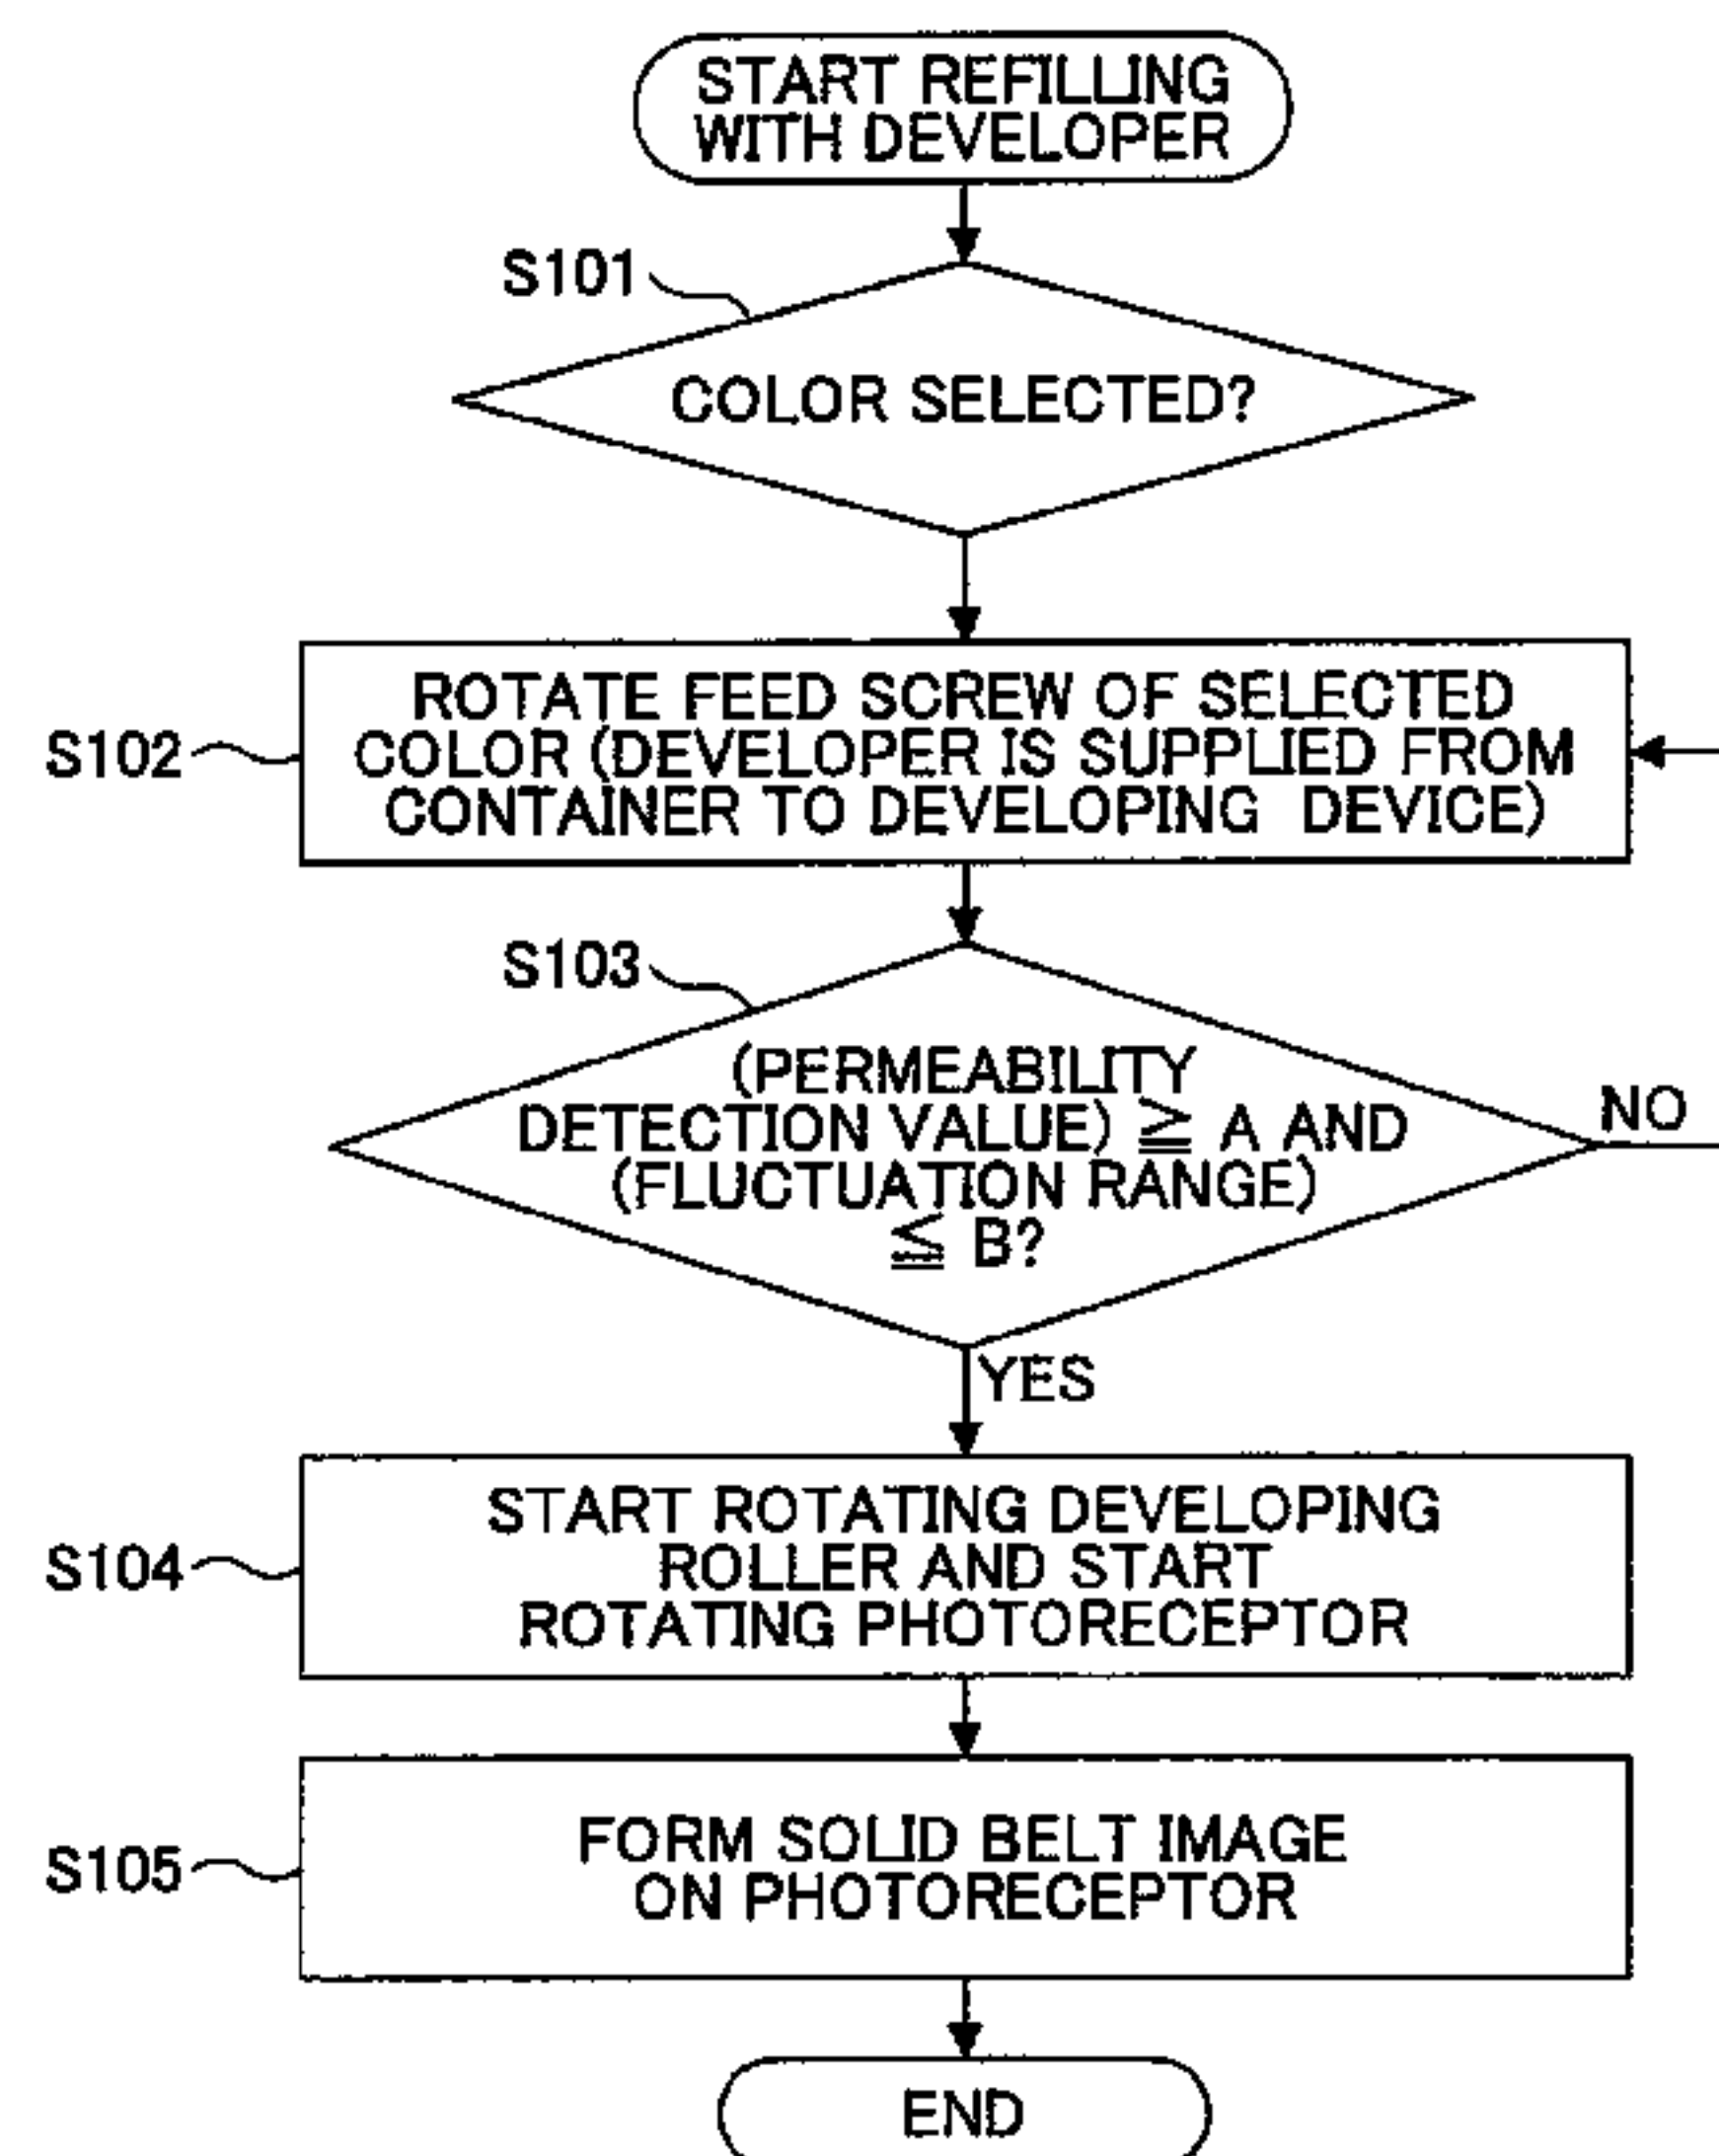 START REFILLING
WITH DEVELOPER
S101
COLOR SELECTED?
S102
ROTATE FEED SCREW OF SELECTED
COLOR (DEVELOPER IS SUPPLIED FROM
CONTAINER TO DEVELOPING DEVICE)
S103
(PERMEABILITY
DETECTION VALUE) ≧ A AND
(FLUCTUATION RANGE)
≦ B?
NO
YES
S104
START ROTATING DEVELOPING
ROLLER AND START
ROTATING PHOTORECEPTOR
S105
FORM SOLID BELT IMAGE
ON PHOTORECEPTOR
END